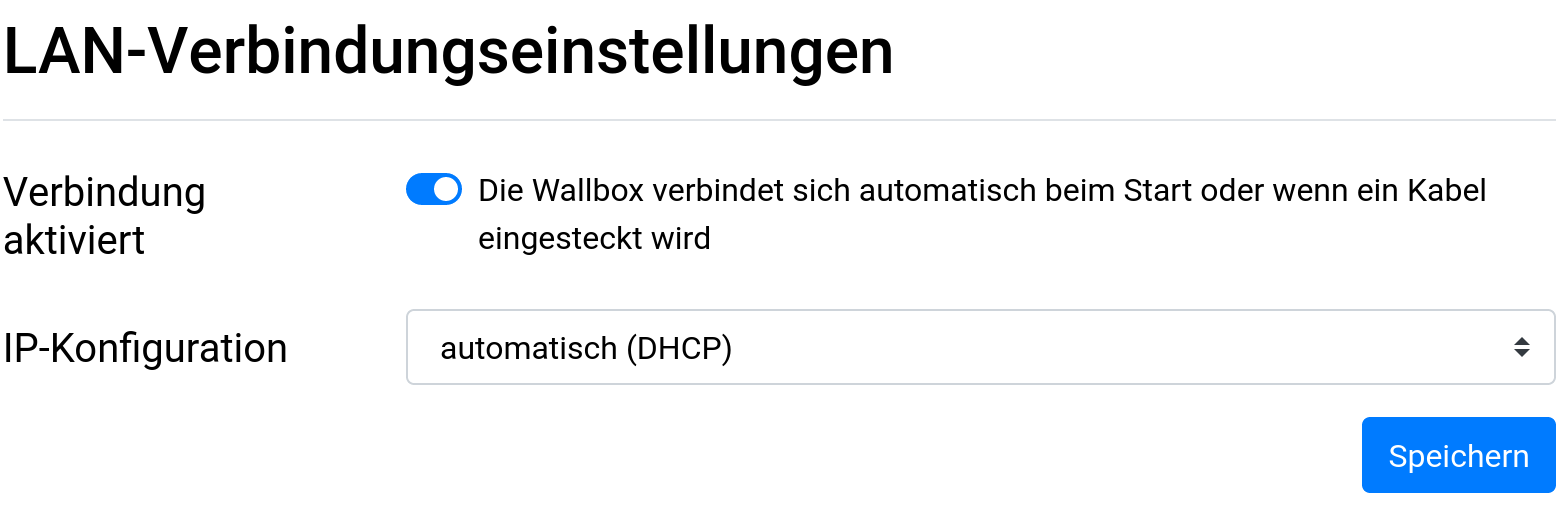 LAN-Verbindungseinstellungen
Verbindung
aktiviert
Die Wallbox verbindet sich automatisch beim Start oder wenn ein Kabel
eingesteckt wird
IP-Konfiguration
automatisch (DHCP)
Speichern